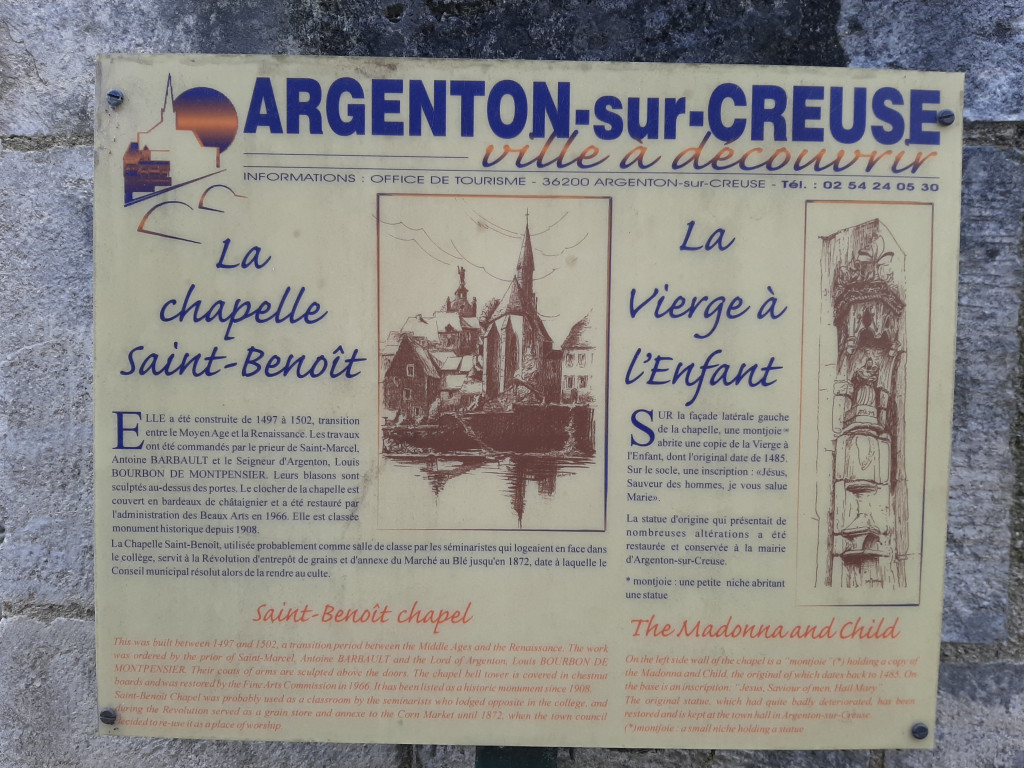 ARGENTON-sur-CREUSE
ville à découvrir
INFORMATIONS : OFFICE DE TOURISME - 36200 ARGENTON-sur-CREUSE - Tél. : 02 54 24 05 30
La
chapelle
Saint-Benoît
ELLE a été construite de 1497 à 1502, transition
entre le Moyen Age et la Renaissance. Les travaux
ont été commandés par le prieur de Saint-Marcel,
Antoine BARBAULT et le Seigneur d'Argenton, Louis
BOURBON DE MONTPENSIER. Leurs blasons sont
sculptés au-dessus des portes. Le clocher de la chapelle est
couvert en bardeaux de châtaignier et a été restauré par
l'administration des Beaux Arts en 1966. Elle est classée
monument historique depuis 1908.
La Chapelle Saint-Benoît, utilisée probablement comme salle de classe par les séminaristes qui logeaient en face dans
le collège, servit à la Révolution d'entrepôt de grains et d'annexe du Marché au Blé jusqu'en 1872, date à laquelle le
Conseil municipal résolut alors de la rendre au culte.
Saint-Benoît chapel
This was built between 1497 and 1502, a transition period between the Middle Ages and the Renaissance. The work
was ordered by the prior of Saint-Marcel, Antoine BARBAULT and the Lord of Argenton, Louis BOURBON DE
MONTPENSIER. Their coats of arms are sculpted above the doors. The chapel bell tower is covered in chestnut
boards and was restored by the Fine Arts Commission in 1966. It has been listed as a historic monument since 1908.
Saint-Benoît Chapel was probably used as a classroom by the seminarists who lodged opposite in the college, and
during the Revolution served as a grain store and annexe to the Corn Market until 1872, when the town council
decided to re-use it as a place of worship.
La
Vierge à
l'Enfant
SUR la façade latérale gauche
de la chapelle, une montjoie*
abrite une copie de la Vierge à
l'Enfant, dont l'original date de 1485.
Sur le socle, une inscription : «Jésus,
Sauveur des hommes, je vous salue
Marie».
La statue d'origine qui présentait de
nombreuses altérations a été
restaurée et conservée à la mairie
d'Argenton-sur-Creuse.
* montjoie : une petite niche abritant
une statue
The Madonna and Child
On the left side wall of the chapel is a "montjoie"(*) holding a copy of
the Madonna and Child, the original of which dates back to 1485. On
the base is an inscription: "Jesus, Saviour of men, Hail Mary"
The original statue, which had quite badly deteriorated, has been
restored and is kept at the town hall in Argenton-sur-Creuse.
(*)montjoie : a small niche holding a statue